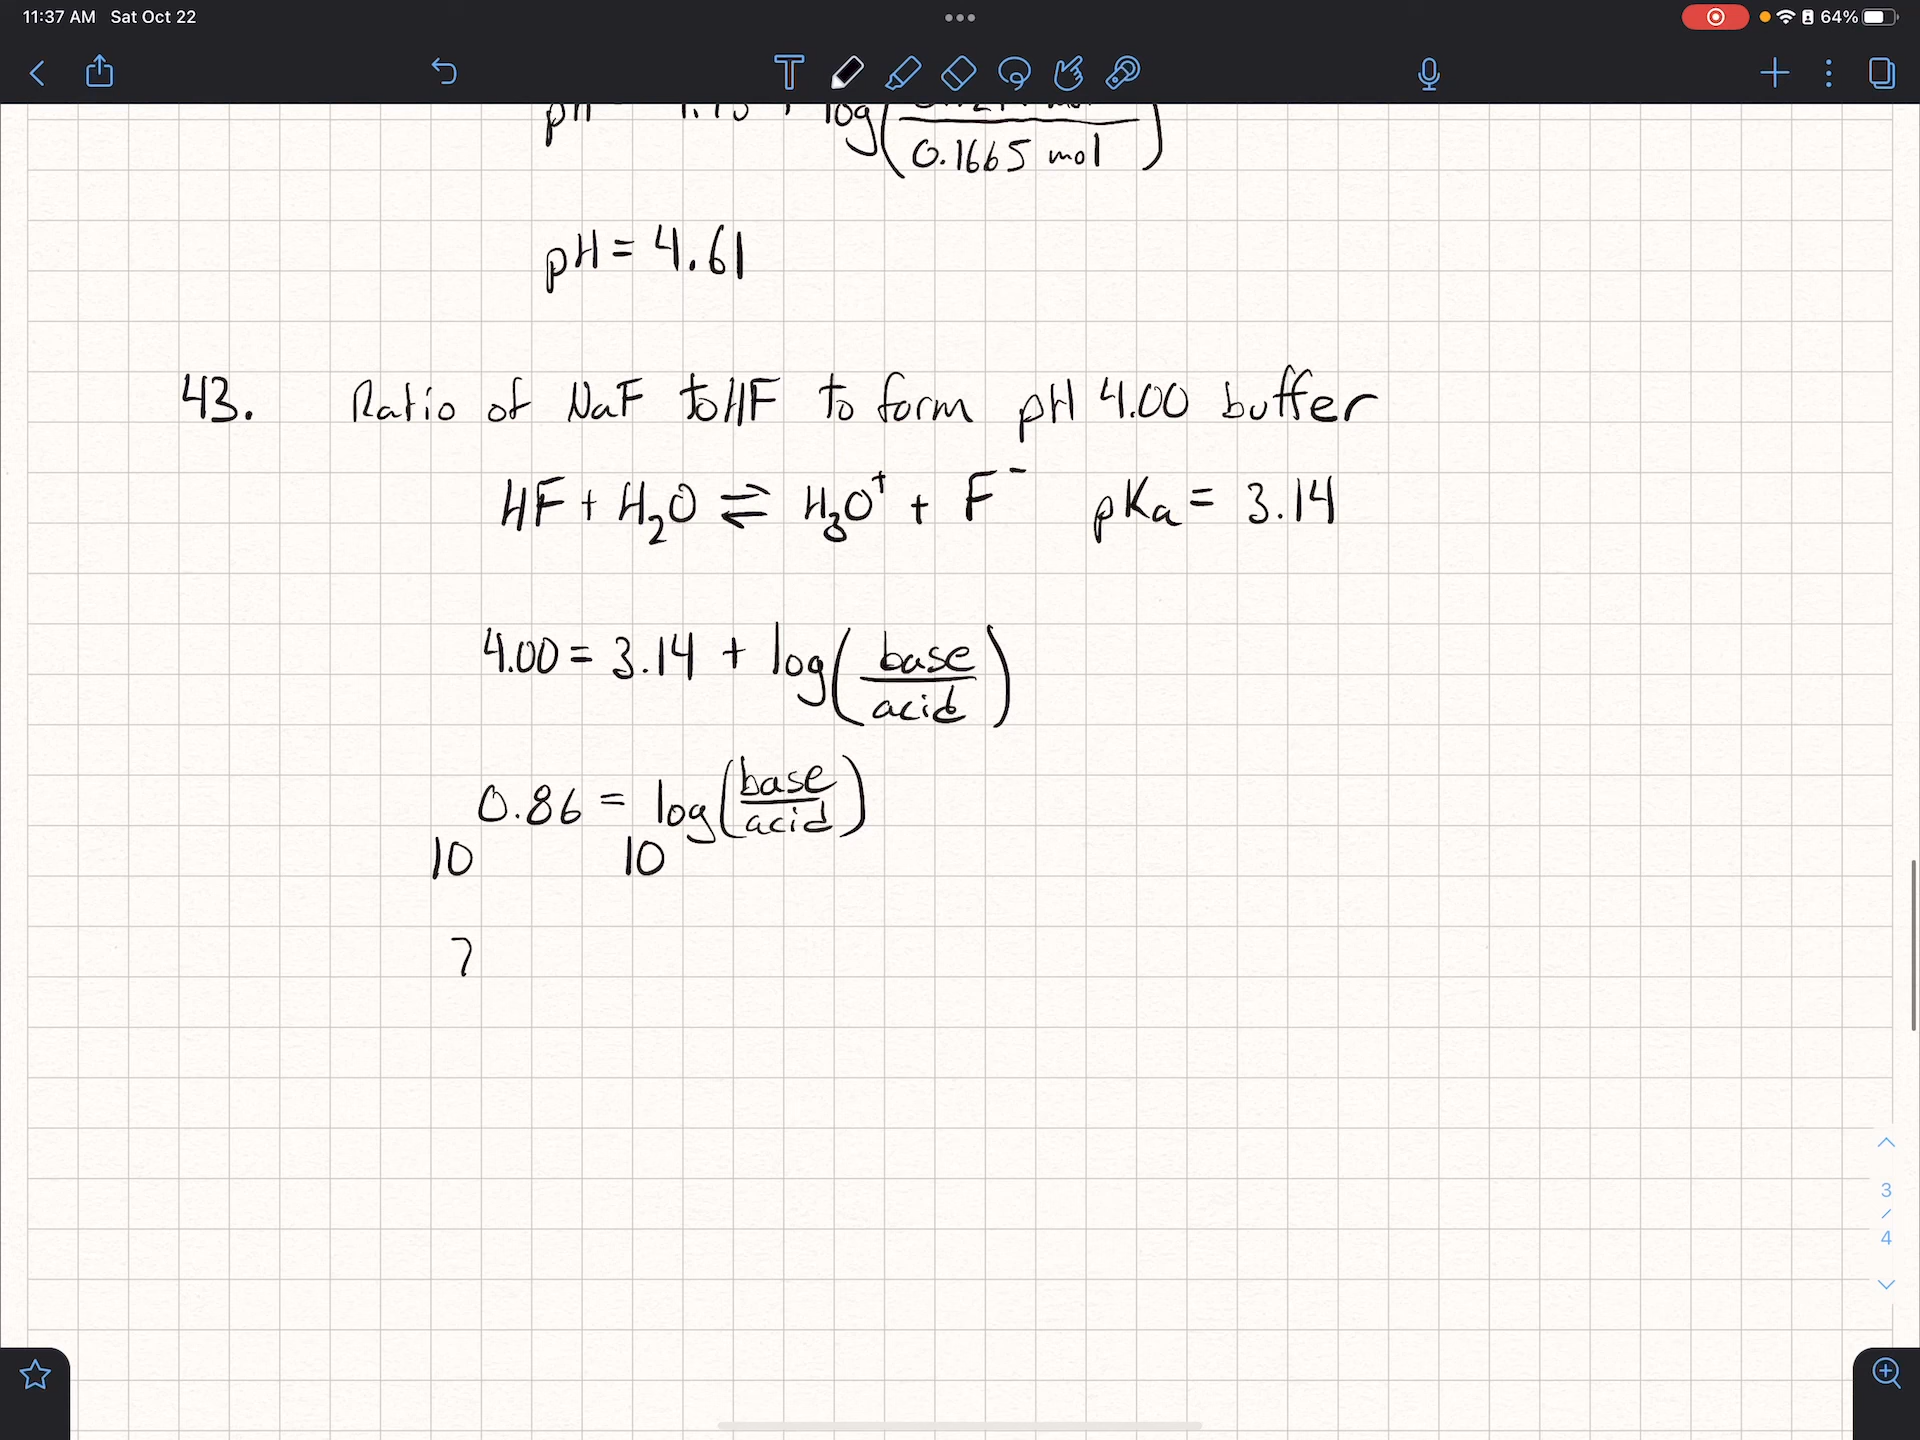 11:37 AM Sat Oct 22
64%
T
pH log(
0.1665 mol )
pH = 4.61
43. Ratio of NaF to HF to form pH 4.00 buffer
HF + H₂O ⇌ H₃O⁺ + F⁻ pKa = 3.14
4.00 = 3.14 + log(base/acid)
0.86 = log(base/acid)
10 10
7
3
/
4